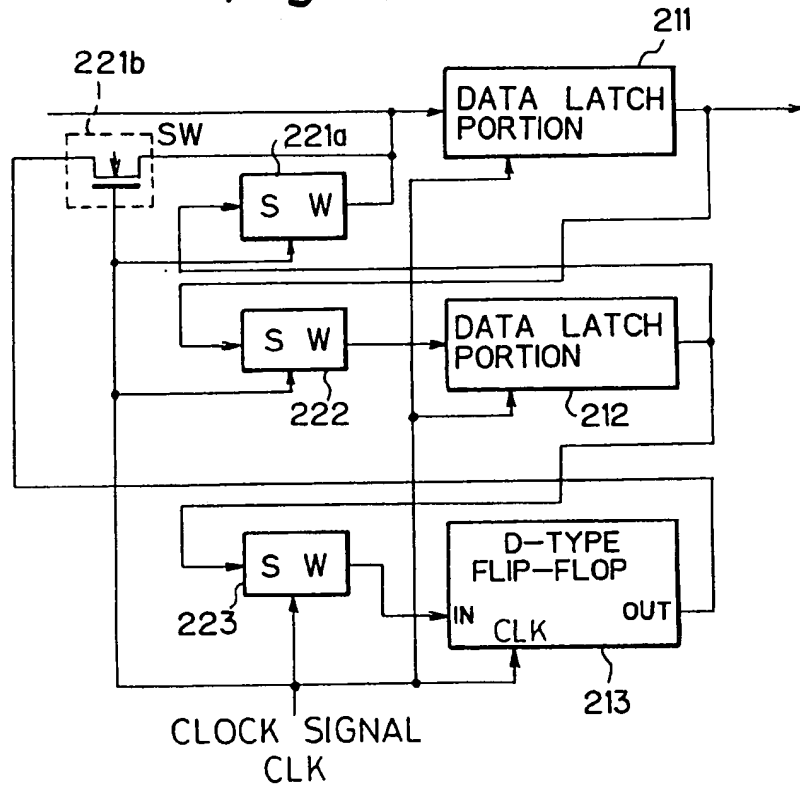 211
221b
SW
DATA LATCH
PORTION
221a
S W
S W
DATA LATCH
PORTION
222
212
D-TYPE
FLIP-FLOP
S W
IN
OUT
CLK
223
213
CLOCK SIGNAL
CLK